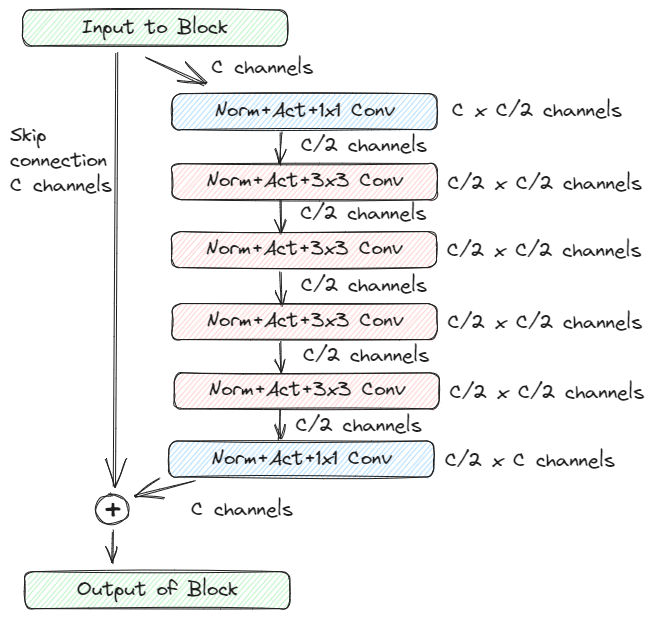 Input to Block
C channels
Norm+Act+1x1 Conv
C x C/2 channels
Skip
connection
C channels
C/2 channels
Norm+Act+3x3 Conv
C/2 x C/2 channels
C/2 channels
Norm+Act+3x3 Conv
C/2 x C/2 channels
C/2 channels
Norm+Act+3x3 Conv
C/2 x C/2 channels
C/2 channels
Norm+Act+3x3 Conv
C/2 x C/2 channels
C/2 channels
Norm+Act+1x1 Conv
C/2 x C channels
+
C channels
Output of Block